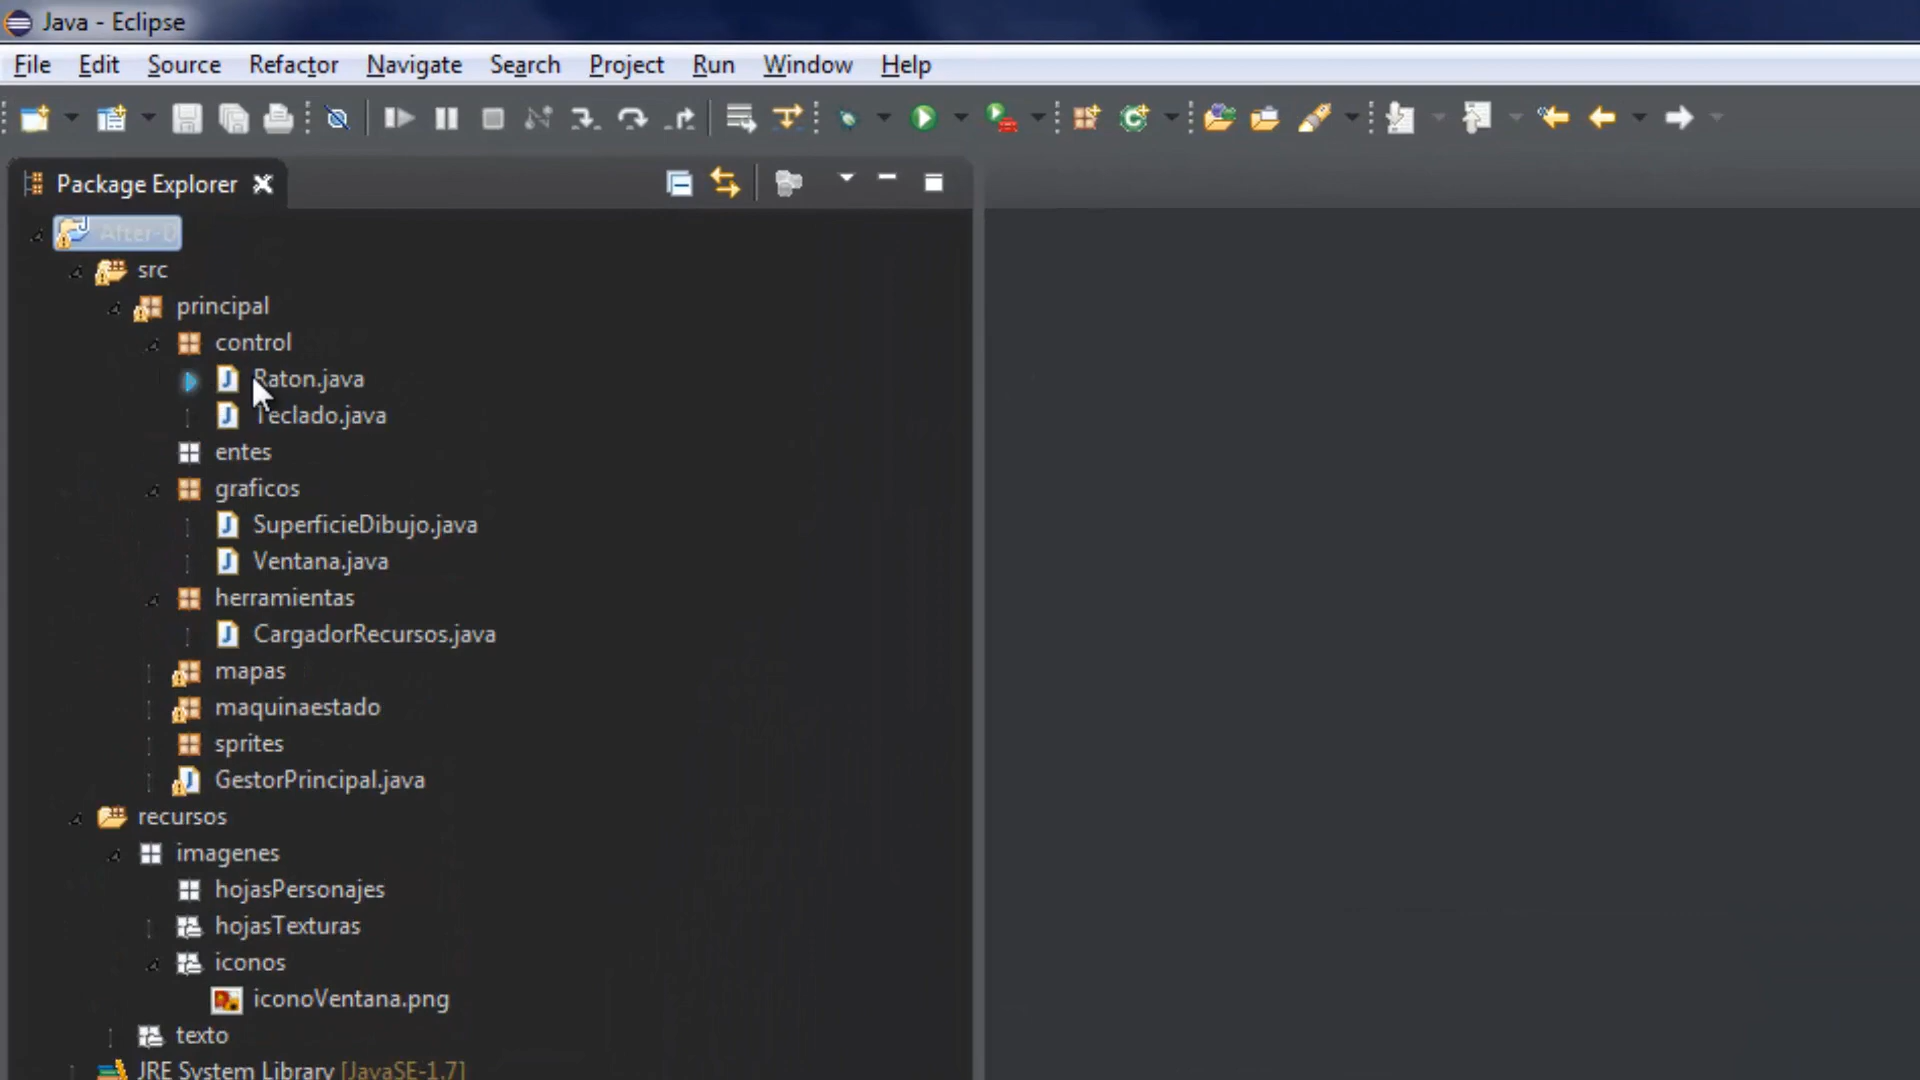 Java - Eclipse
File Edit Source Refactor Navigate Search Project Run Window Help
Package Explorer
After-D
src
principal
control
Raton.java
Teclado.java
entes
graficos
SuperficieDibujo.java
Ventana.java
herramientas
CargadorRecursos.java
mapas
maquinaestado
sprites
GestorPrincipal.java
recursos
imagenes
hojasPersonajes
hojasTexturas
iconos
iconoVentana.png
texto
JRE System Library [JavaSE-1.7]